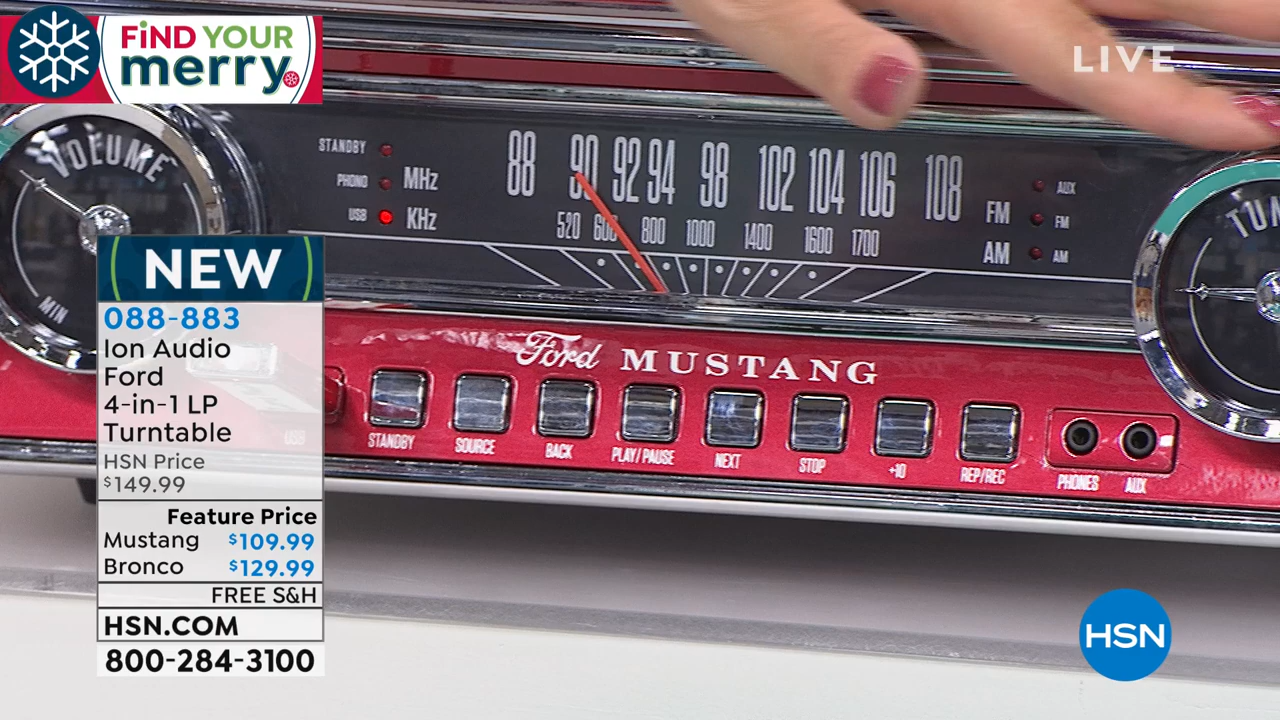 FiND YOUR
merry
LIVE
VOLUME
MIN
STANDBY
PHONO
USB
MHz
KHz
88 90 92 94 98 102 104 106 108
520 600 800 1000 1400 1600 1700
FM
AM
AUX
FM
AM
TUN
Ford MUSTANG
STANDBY
SOURCE
BACK
PLAY/PAUSE
NEXT
STOP
+10
REP/REC
PHONES
AUX
USB
NEW
088-883
Ion Audio
Ford
4-in-1 LP
Turntable
HSN Price
$149.99
Feature Price
Mustang $109.99
Bronco $129.99
FREE S&H
HSN.COM
800-284-3100
HSN